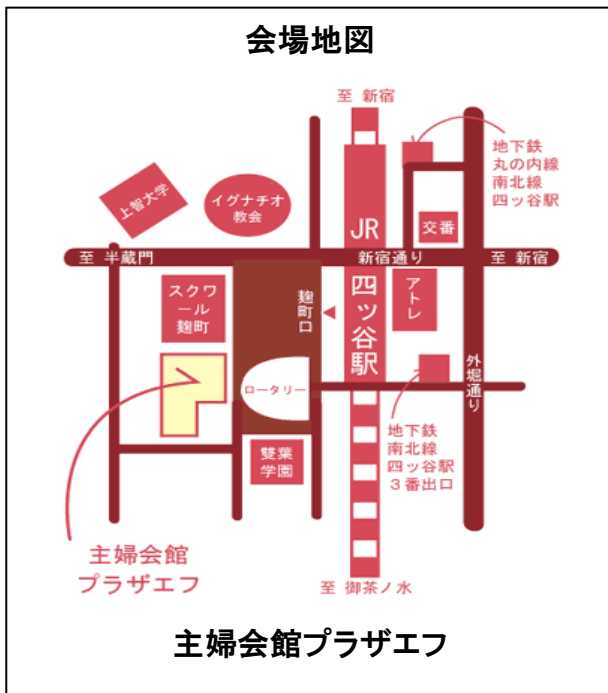 会場地図
至 新宿
地下鉄
丸の内線
南北線
四ッ谷駅
上智大学
イグナチオ
教会
JR
四ッ谷駅
交番
至 半蔵門
新宿通り
至 新宿
スクワ
ール
麹町
麹町口
アトレ
外堀通り
ロータリー
雙葉
学園
地下鉄
南北線
四ッ谷駅
３番出口
主婦会館
プラザエフ
至 御茶ノ水
主婦会館プラザエフ